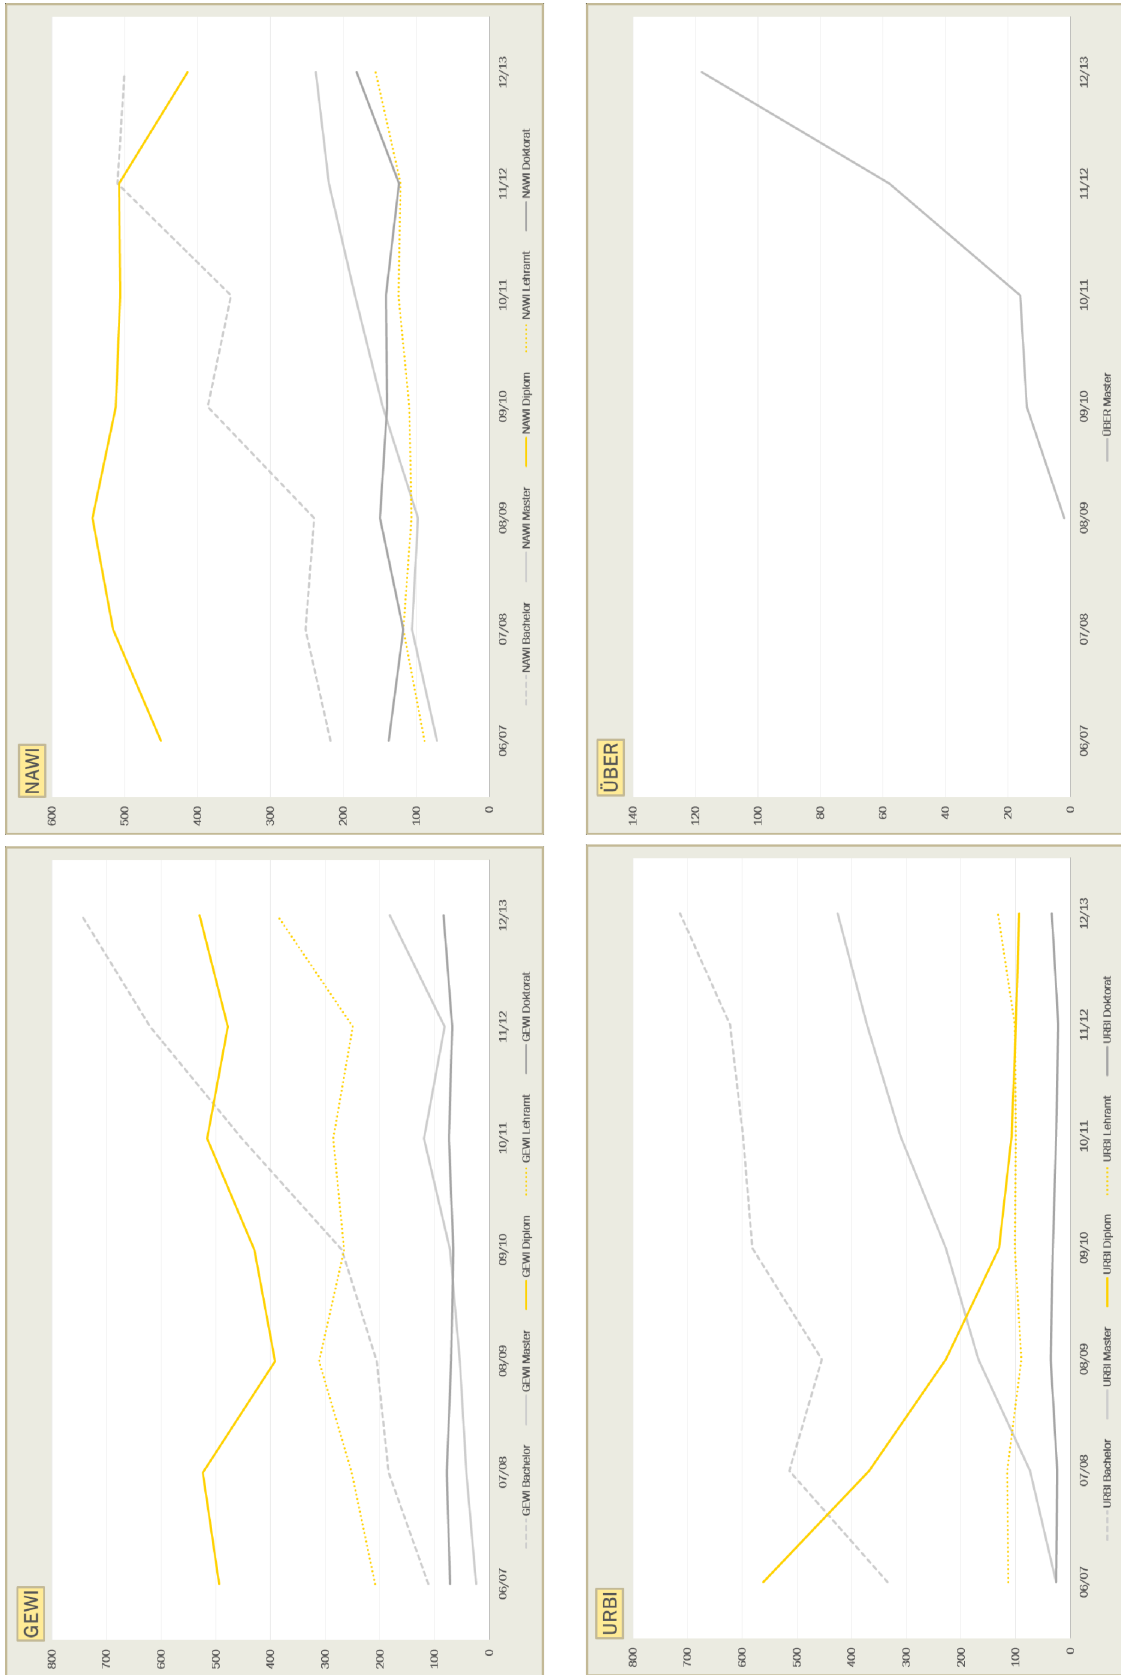 GEWI
800
700
600
500
400
300
200
100
0
06/07 07/08 08/09 09/10 10/11 11/12 12/13
GEWI Bachelor GEWI Master GEWI Diplom GEWI Lehramt GEWI Doktorat
NAWI
600
500
400
300
200
100
0
06/07 07/08 08/09 09/10 10/11 11/12 12/13
NAWI Bachelor NAWI Master NAWI Diplom NAWI Lehramt NAWI Doktorat
URBI
800
700
600
500
400
300
200
100
0
06/07 07/08 08/09 09/10 10/11 11/12 12/13
URBI Bachelor URBI Master URBI Diplom URBI Lehramt URBI Doktorat
ÜBER
140
120
100
80
60
40
20
0
06/07 07/08 08/09 09/10 10/11 11/12 12/13
ÜBER Master